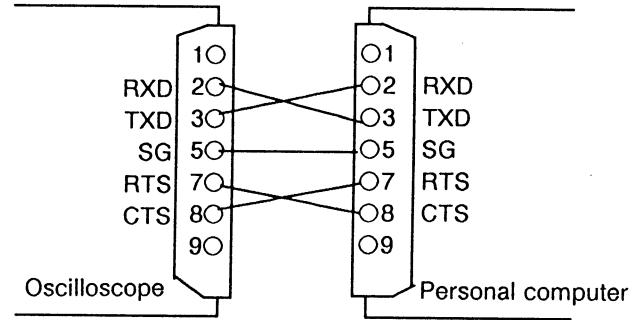 1 1
RXD 2 2 RXD
TXD 3 3 TXD
SG 5 5 SG
RTS 7 7 RTS
CTS 8 8 CTS
9 9
Oscilloscope Personal computer